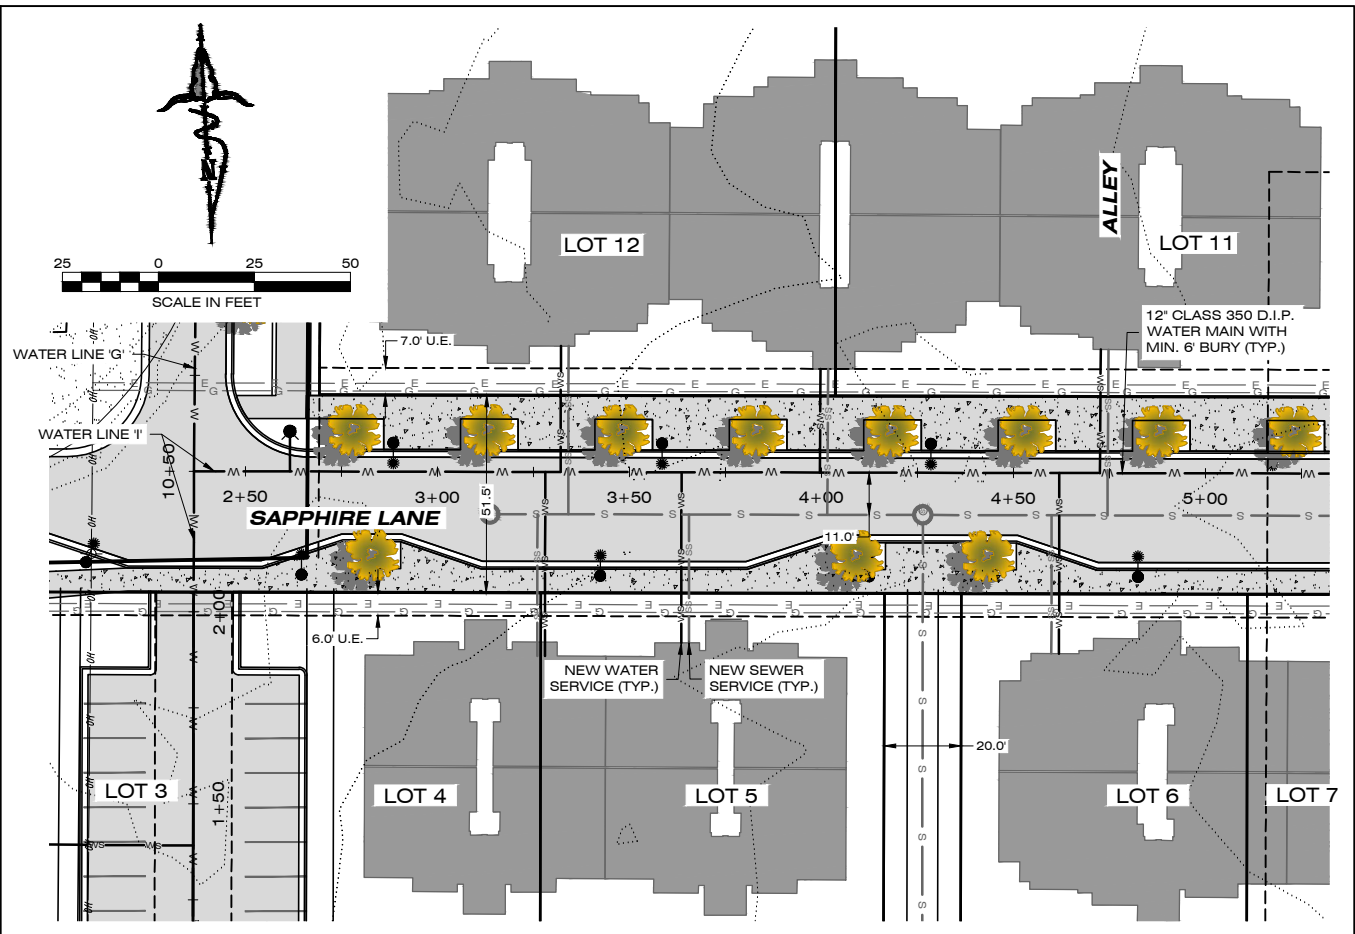 N
25 0 25 50
SCALE IN FEET
LOT 12
ALLEY
LOT 11
12" CLASS 350 D.I.P.
WATER MAIN WITH
MIN. 6' BURY (TYP.)
7.0' U.E.
WATER LINE 'G'
WATER LINE 'I'
10+50
2+50
3+00
3+50
4+00
4+50
5+00
51.5'
SAPPHIRE LANE
11.0'
2+00
6.0' U.E.
NEW WATER
SERVICE (TYP.)
NEW SEWER
SERVICE (TYP.)
20.0'
LOT 3
1+50
LOT 4
LOT 5
LOT 6
LOT 7